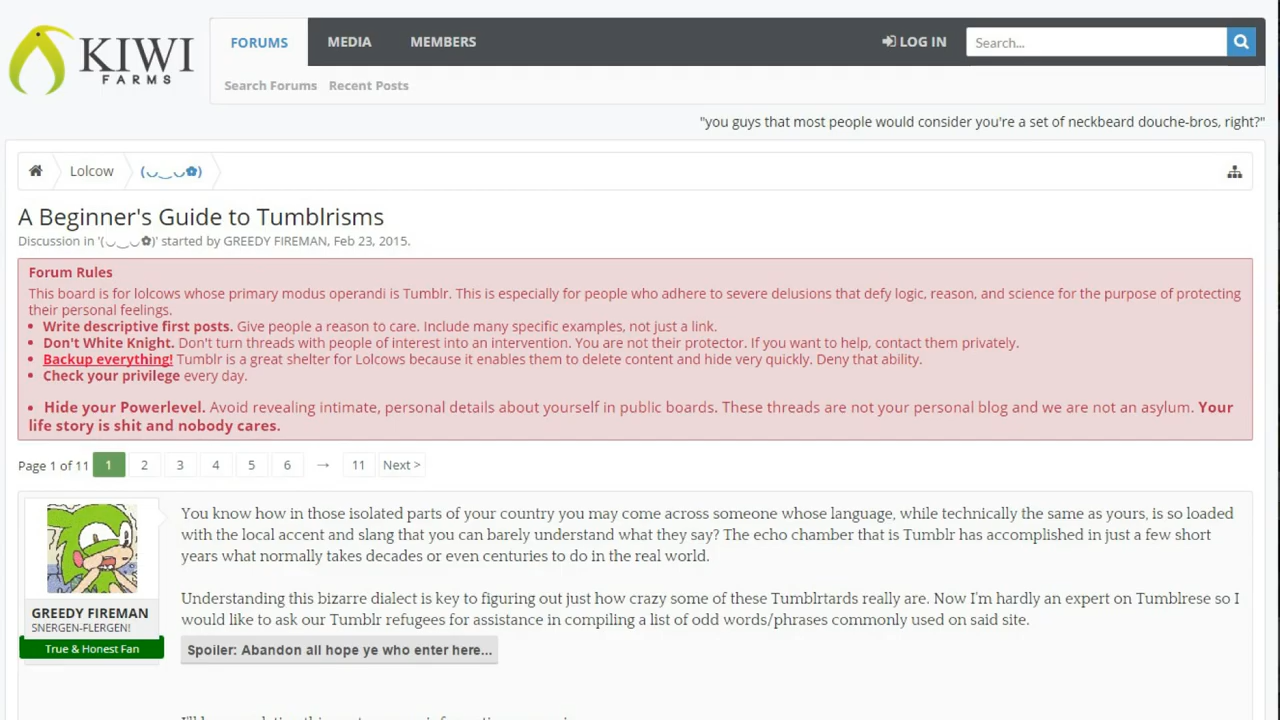 KIWI
FARMS
FORUMS MEDIA MEMBERS LOG IN Search...
Search Forums Recent Posts
"you guys that most people would consider you're a set of neckbeard douche-bros, right?"
Lolcow (◡‿◡✿)
A Beginner's Guide to Tumblrisms
Discussion in '(◡‿◡✿)' started by GREEDY FIREMAN, Feb 23, 2015.
Forum Rules
This board is for lolcows whose primary modus operandi is Tumblr. This is especially for people who adhere to severe delusions that defy logic, reason, and science for the purpose of protecting
their personal feelings.
• Write descriptive first posts. Give people a reason to care. Include many specific examples, not just a link.
• Don't White Knight. Don't turn threads with people of interest into an intervention. You are not their protector. If you want to help, contact them privately.
• Backup everything! Tumblr is a great shelter for Lolcows because it enables them to delete content and hide very quickly. Deny that ability.
• Check your privilege every day.
• Hide your Powerlevel. Avoid revealing intimate, personal details about yourself in public boards. These threads are not your personal blog and we are not an asylum. Your
life story is shit and nobody cares.
Page 1 of 11 1 2 3 4 5 6 → 11 Next >
You know how in those isolated parts of your country you may come across someone whose language, while technically the same as yours, is so loaded
with the local accent and slang that you can barely understand what they say? The echo chamber that is Tumblr has accomplished in just a few short
years what normally takes decades or even centuries to do in the real world.
Understanding this bizarre dialect is key to figuring out just how crazy some of these Tumblrtards really are. Now I'm hardly an expert on Tumblrese so I
would like to ask our Tumblr refugees for assistance in compiling a list of odd words/phrases commonly used on said site.
GREEDY FIREMAN
SNERGEN-FLERGEN!
True & Honest Fan
Spoiler: Abandon all hope ye who enter here...